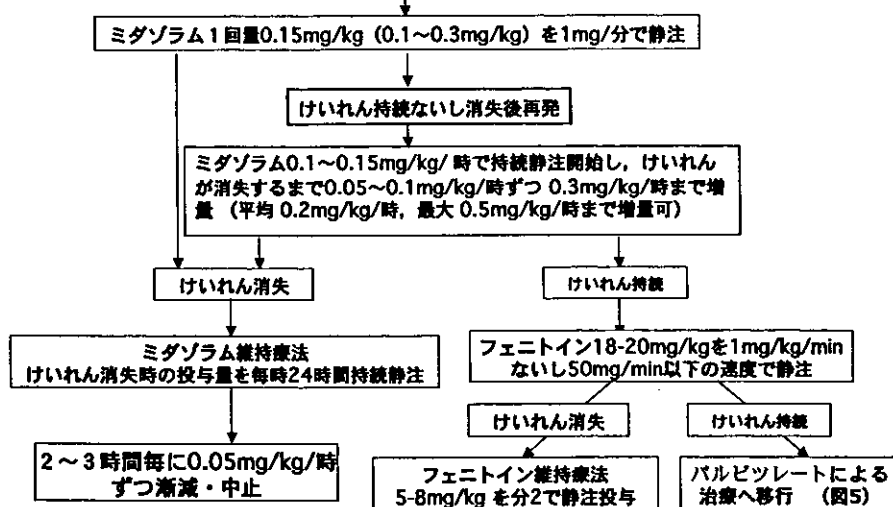 ミダゾラム1回量0.15mg/kg（0.1～0.3mg/kg）を1mg/分で静注
けいれん持続ないし消失後再発
ミダゾラム0.1～0.15mg/kg/時で持続静注開始し，けいれん
が消失するまで0.05～0.1mg/kg/時ずつ 0.3mg/kg/時まで増
量 （平均 0.2mg/kg/時，最大 0.5mg/kg/時まで増量可）
けいれん消失
けいれん持続
ミダゾラム維持療法
けいれん消失時の投与量を毎時24時間持続静注
フェニトイン18-20mg/kgを1mg/kg/min
ないし50mg/min以下の速度で静注
けいれん消失
けいれん持続
2～3時間毎に0.05mg/kg/時
ずつ漸減・中止
フェニトイン維持療法
5-8mg/kg を分2で静注投与
バルビツレートによる
治療へ移行 （図5）